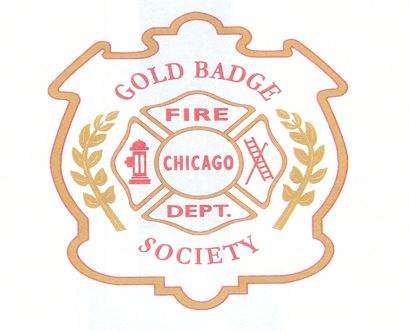 GOLD BADGE
FIRE
CHICAGO
DEPT.
SOCIETY